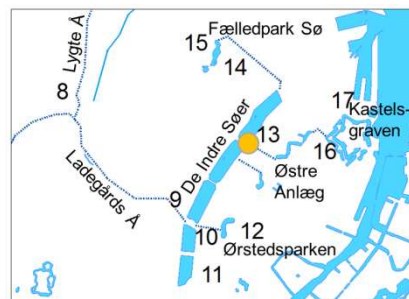 Fælledpark Sø
15
14
Lygte Å
8
17
Kastels-
graven
De Indre Søer
13
16
Østre
Anlæg
Ladegårds Å
9
12
10
Ørstedsparken
11